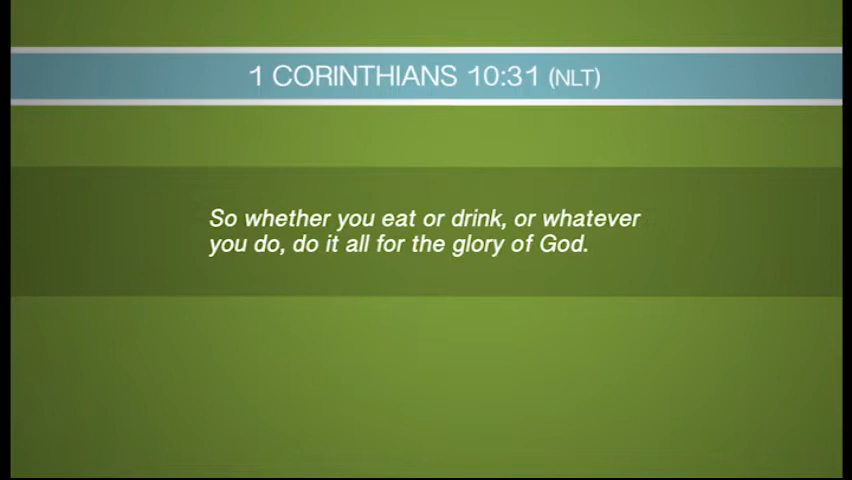 1 CORINTHIANS 10:31 (NLT)
So whether you eat or drink, or whatever
you do, do it all for the glory of God.